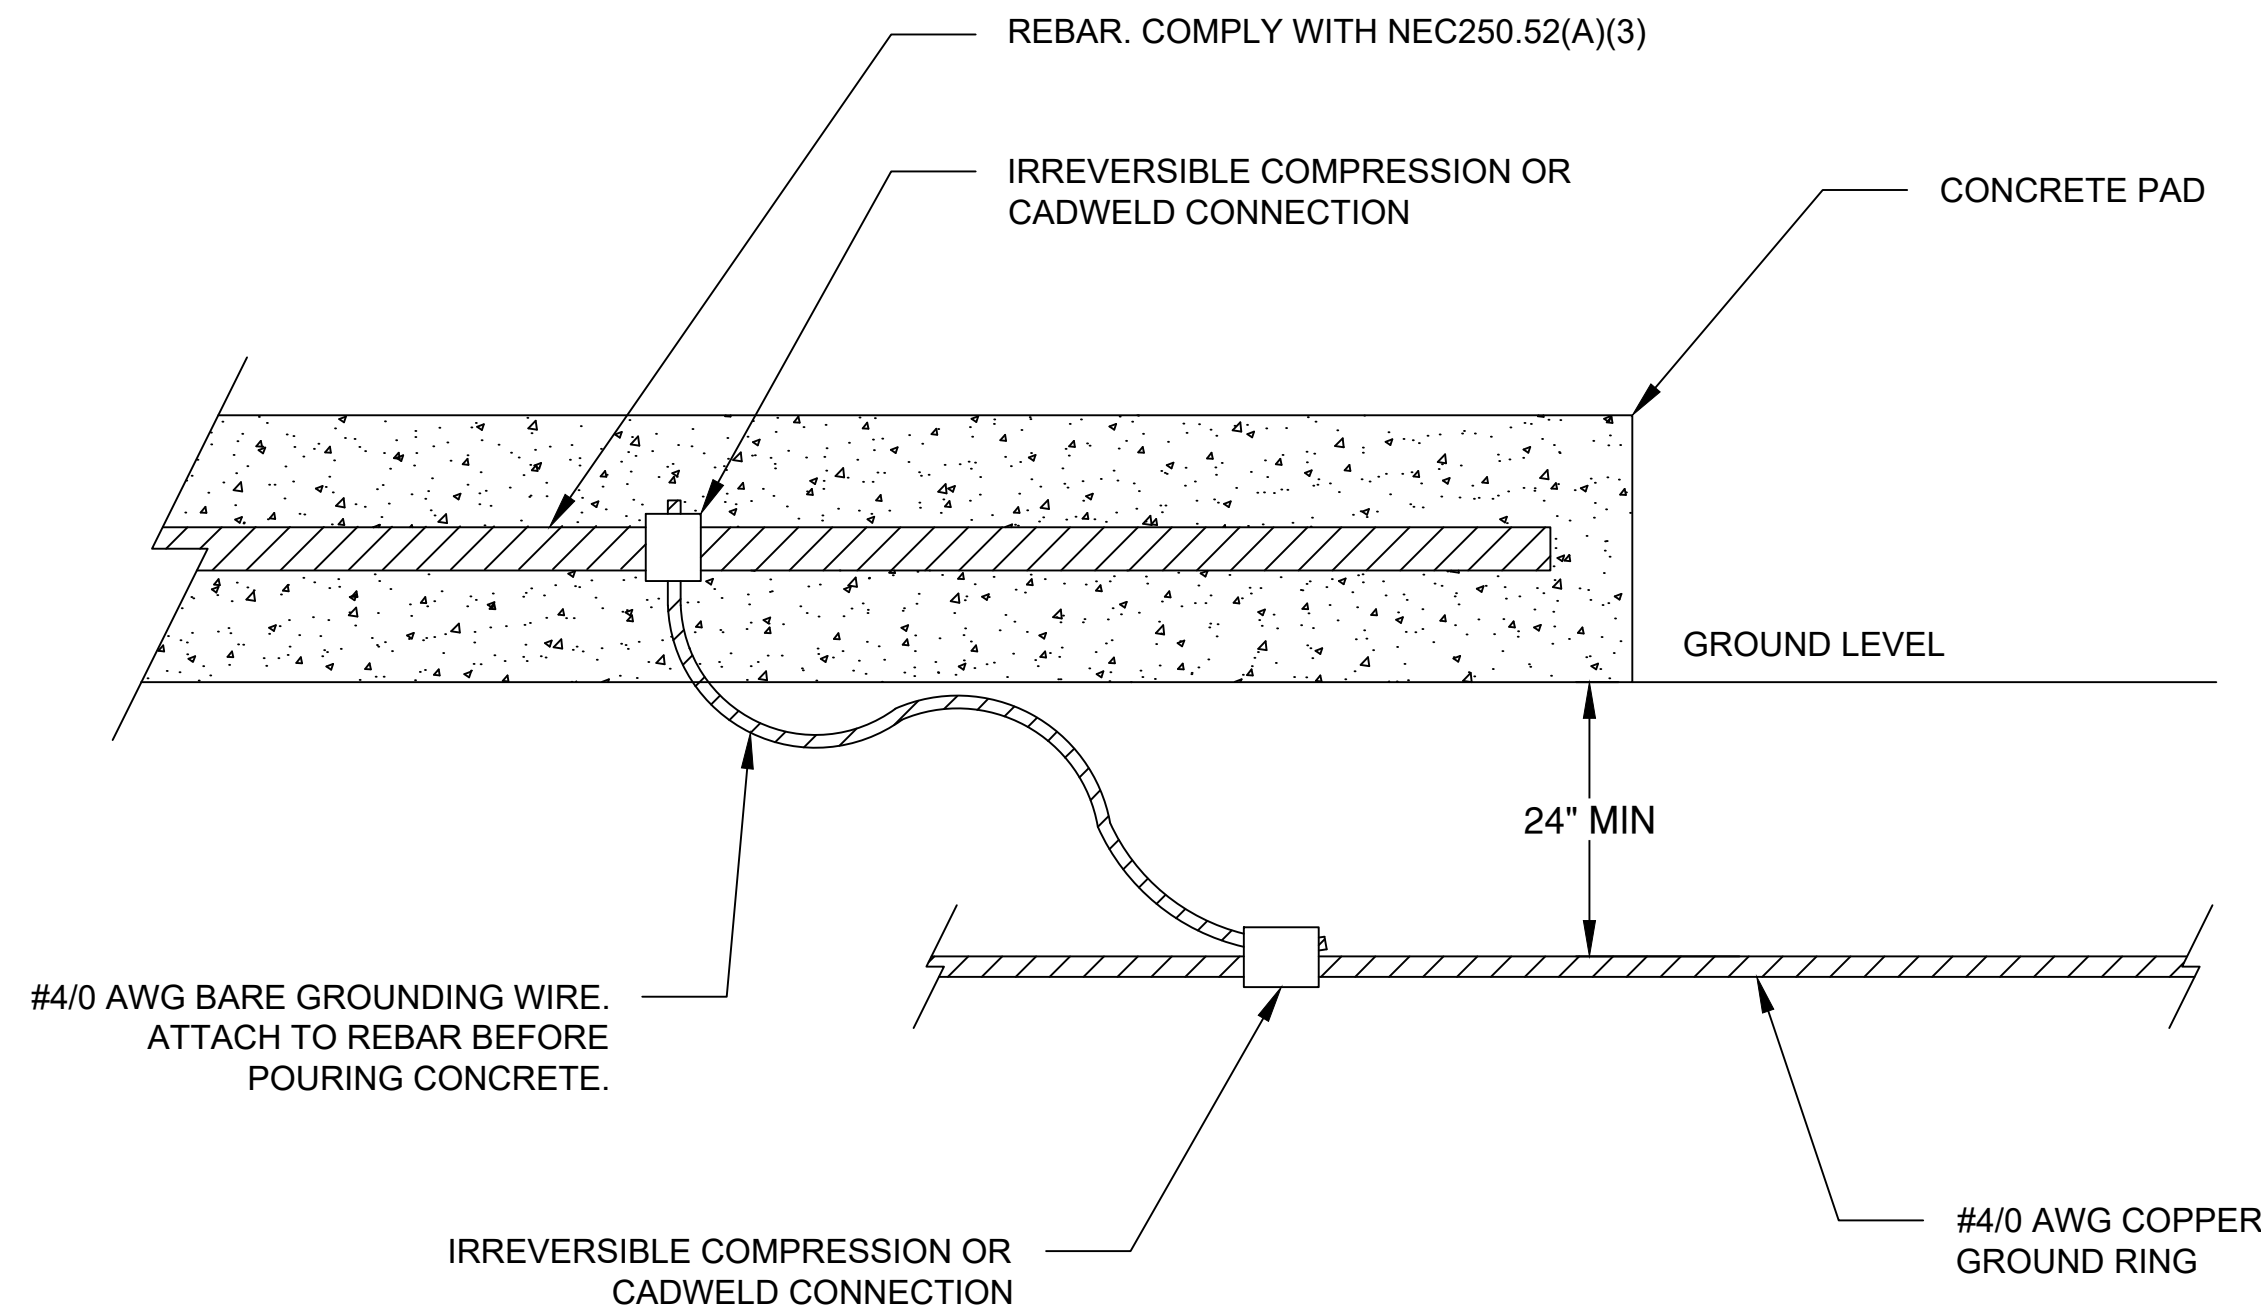 REBAR. COMPLY WITH NEC250.52(A)(3)
IRREVERSIBLE COMPRESSION OR
CADWELD CONNECTION
CONCRETE PAD
GROUND LEVEL
24" MIN
#4/0 AWG BARE GROUNDING WIRE.
ATTACH TO REBAR BEFORE
POURING CONCRETE.
IRREVERSIBLE COMPRESSION OR
CADWELD CONNECTION
#4/0 AWG COPPER
GROUND RING